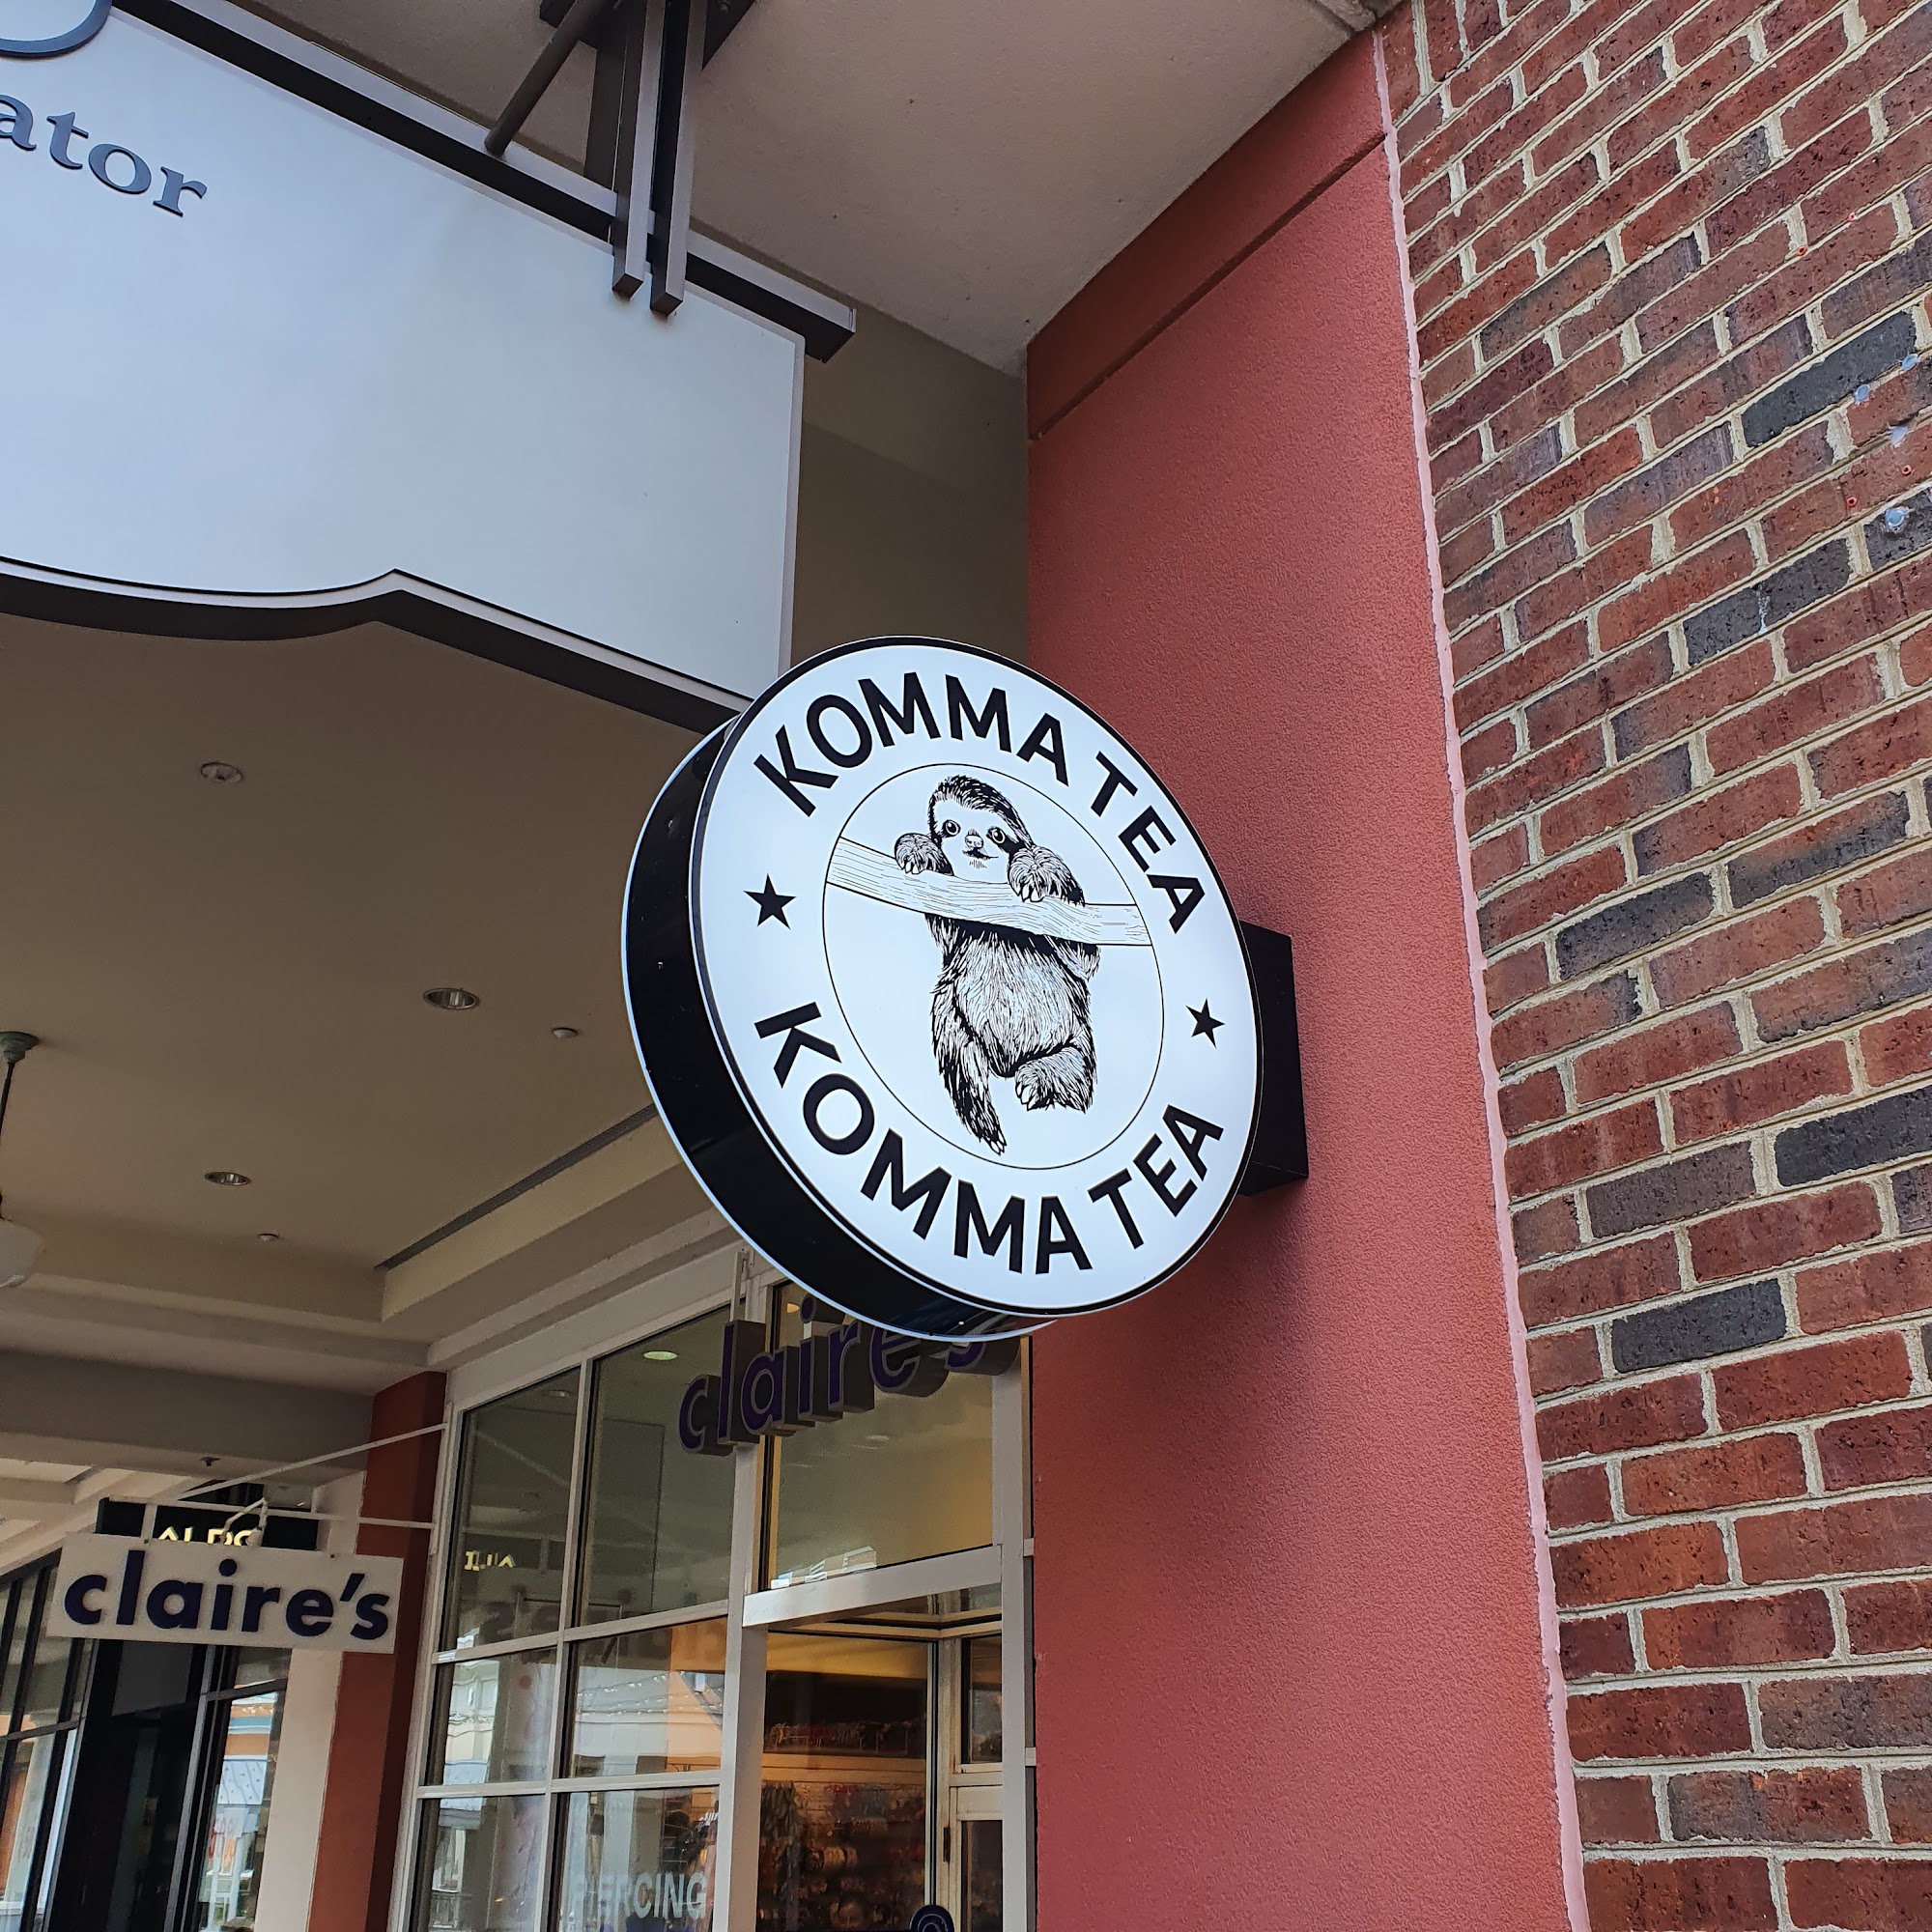 ator
KOMMA TEA
KOMMA TEA
claire's
claire's
PIERCING